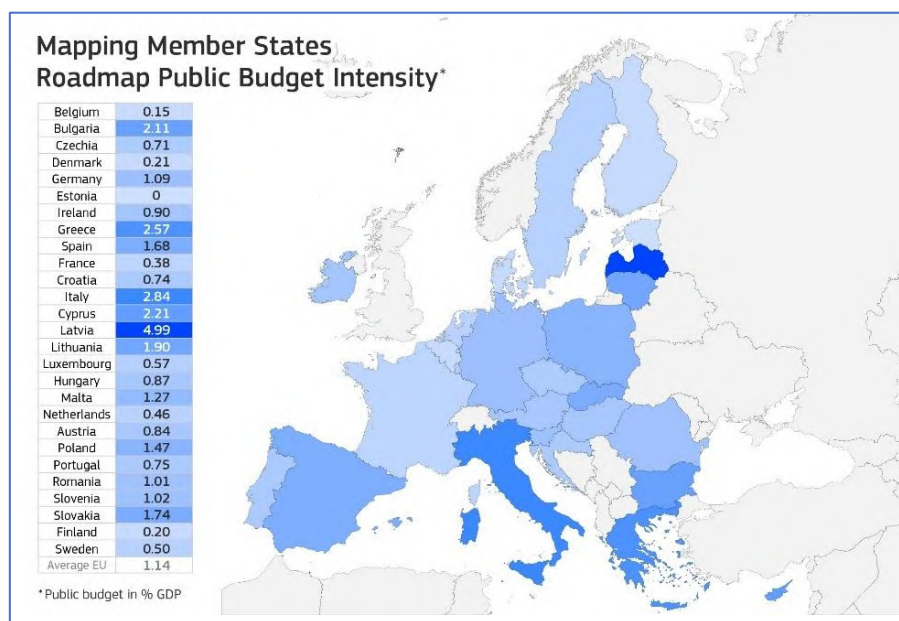 Mapping Member States
Roadmap Public Budget Intensity*
Belgium 0.15
Bulgaria 2.11
Czechia 0.71
Denmark 0.21
Germany 1.09
Estonia 0
Ireland 0.90
Greece 2.57
Spain 1.68
France 0.38
Croatia 0.74
Italy 2.84
Cyprus 2.21
Latvia 4.99
Lithuania 1.90
Luxembourg 0.57
Hungary 0.87
Malta 1.27
Netherlands 0.46
Austria 0.84
Poland 1.47
Portugal 0.75
Romania 1.01
Slovenia 1.02
Slovakia 1.74
Finland 0.20
Sweden 0.50
Average EU 1.14
*Public budget in % GDP